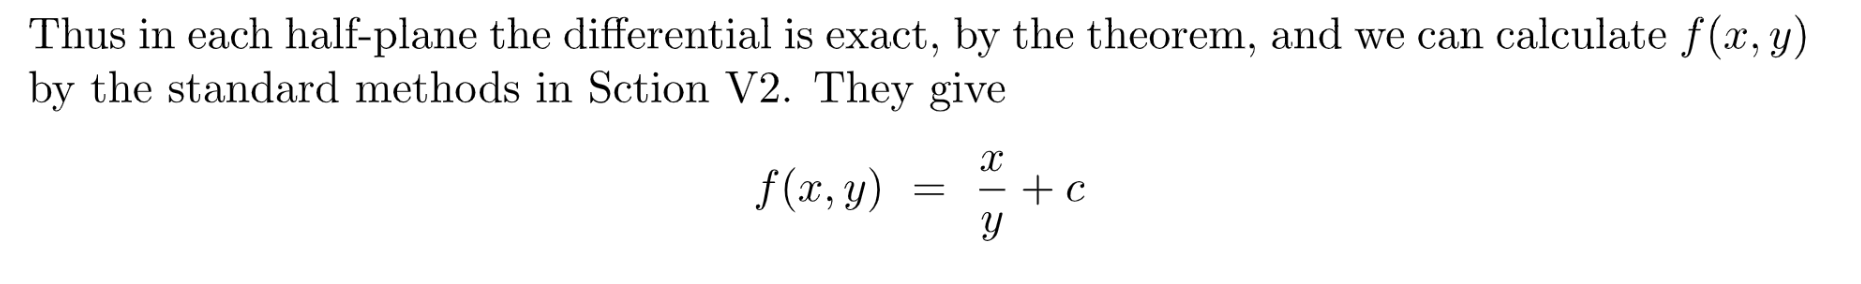 Thus in each half-plane the differential is exact, by the theorem, and we can calculate f(x, y)
by the standard methods in Sction V2. They give
f(x, y) = x/y + c